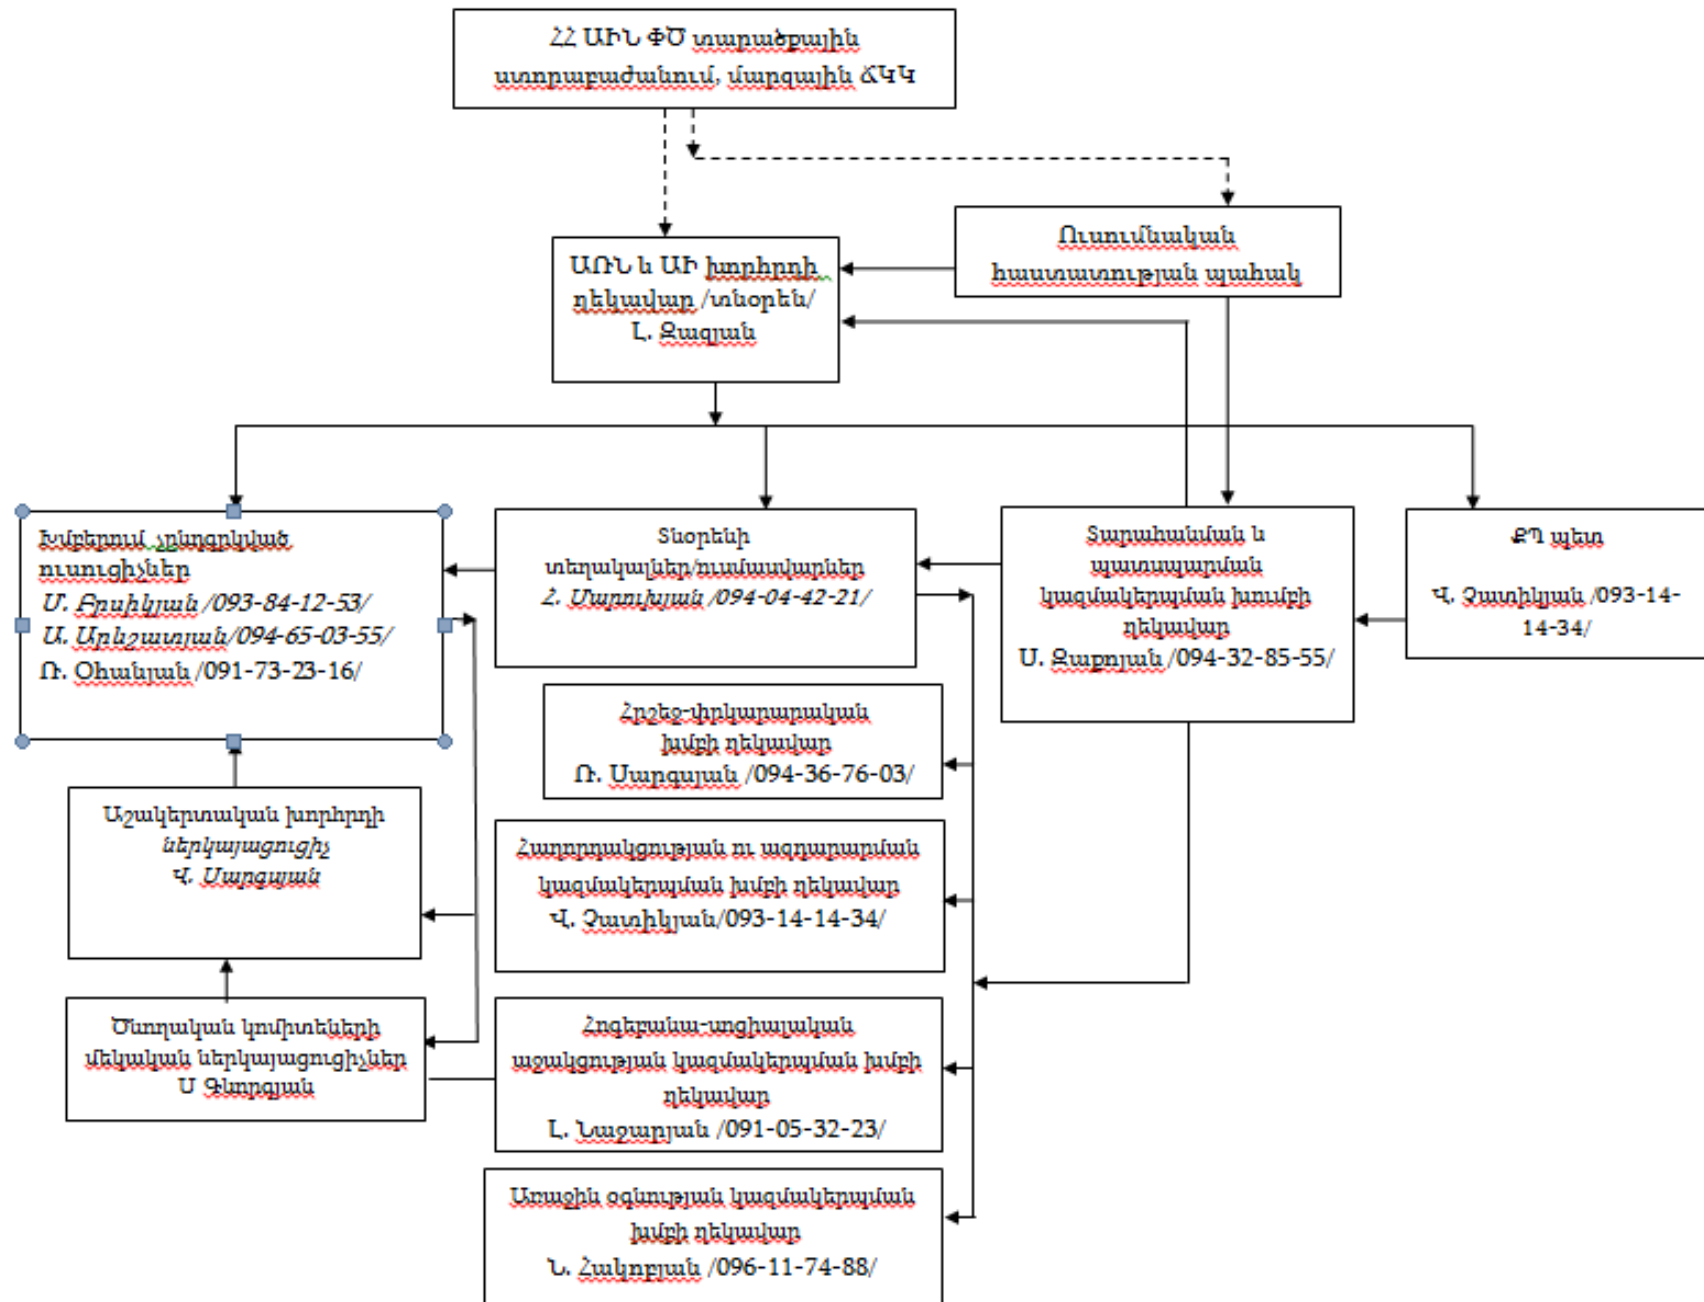 ՀՀ ԱԻՆ ՓԾ տարածքային
ստորաբաժանում, մարզային ՃԿԿ
Ուսումնական
հաստատության պահակ
ԱՌՆ և ԱԻ խորհրդի
ղեկավար /տնօրեն/
Լ. Զազյան
Խմբերում չընդգրկված
ուսուցիչներ
Մ. Բրսիկյան /093-84-12-53/
Ա. Արևշատյան/094-65-03-55/
Ռ. Օհանյան /091-73-23-16/
Տնօրենի
տեղակալներ/ուսմասվարներ
Հ. Մարուխյան /094-04-42-21/
Տարահանման և
պատսպարման
կազմակերպման խումբի
ղեկավար
Ս. Զաքոյան /094-32-85-55/
ՔՊ պետ
Վ. Չատիկյան /093-14-
14-34/
Հրշեջ-փրկարարական
խմբի ղեկավար
Ռ. Սարգսյան /094-36-76-03/
Աշակերտական խորհրդի
ներկայացուցիչ
Վ. Սարգսյան
Հաղորդակցության ու ազդարարման
կազմակերպման խմբի ղեկավար
Վ. Չատիկյան/093-14-14-34/
Ծնողական կոմիտեների
մեկական ներկայացուցիչներ
Ս Գևորգյան
Հոգեբանա-սոցիալական
աջակցության կազմակերպման խմբի
ղեկավար
Լ. Նաջարյան /091-05-32-23/
Առաջին օգնության կազմակերպման
խմբի ղեկավար
Ն. Հակոբյան /096-11-74-88/